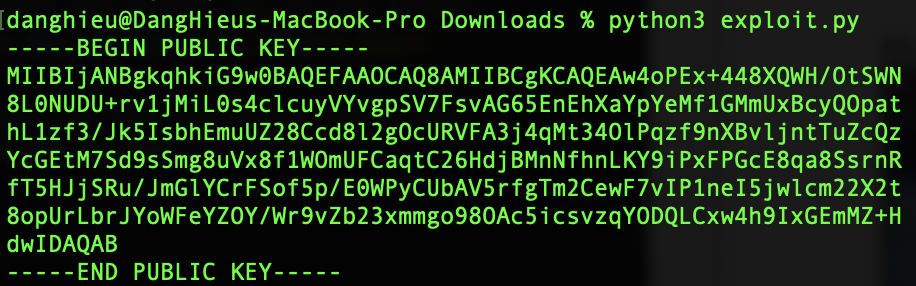 danghieu@DangHieus-MacBook-Pro Downloads % python3 exploit.py
-----BEGIN PUBLIC KEY-----
MIIBIjANBgkqhkiG9w0BAQEFAAOCAQ8AMIIBCgKCAQEAw4oPEx+448XQWH/OtSWN
8L0NUDU+rv1jMiL0s4clcuyVYvgpSV7FsvAG65EnEhXaYpYeMf1GMmUxBcyQOpat
hL1zf3/Jk5IsbhEmuUZ28Ccd8l2gOcURVFA3j4qMt34OlPqzf9nXBvljntTuZcQz
YcGEtM7Sd9sSmg8uVx8f1WOmUFCaqtC26HdjBMnNfhnLKY9iPxFPGcE8qa8SsrnR
fT5HJjSRu/JmGlYCrFSof5p/E0WPyCUbAV5rfgTm2CewF7vIP1neI5jwlcm22X2t
8opUrLbrJYoWFeYZOY/Wr9vZb23xmmgo98OAc5icsvzqYODQLCxw4h9IxGEmMZ+H
dwIDAQAB
-----END PUBLIC KEY-----